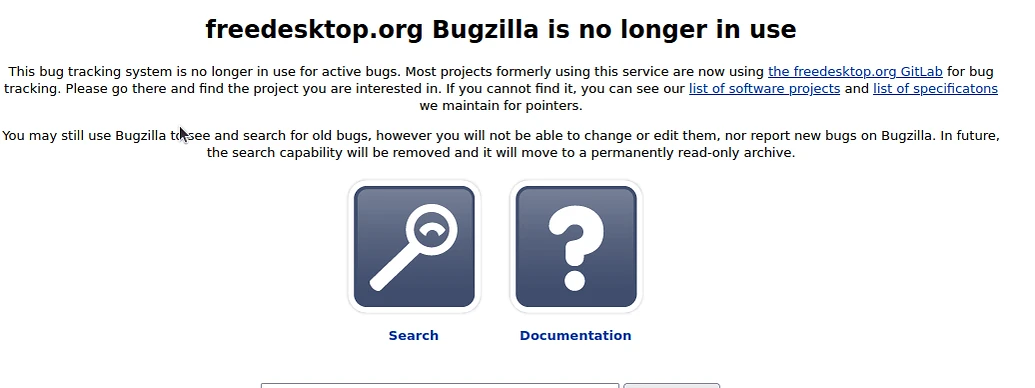 freedesktop.org Bugzilla is no longer in use
This bug tracking system is no longer in use for active bugs. Most projects formerly using this service are now using the freedesktop.org GitLab for bug
tracking. Please go there and find the project you are interested in. If you cannot find it, you can see our list of software projects and list of specificatons
we maintain for pointers.
You may still use Bugzilla to see and search for old bugs, however you will not be able to change or edit them, nor report new bugs on Bugzilla. In future,
the search capability will be removed and it will move to a permanently read-only archive.
Search
Documentation